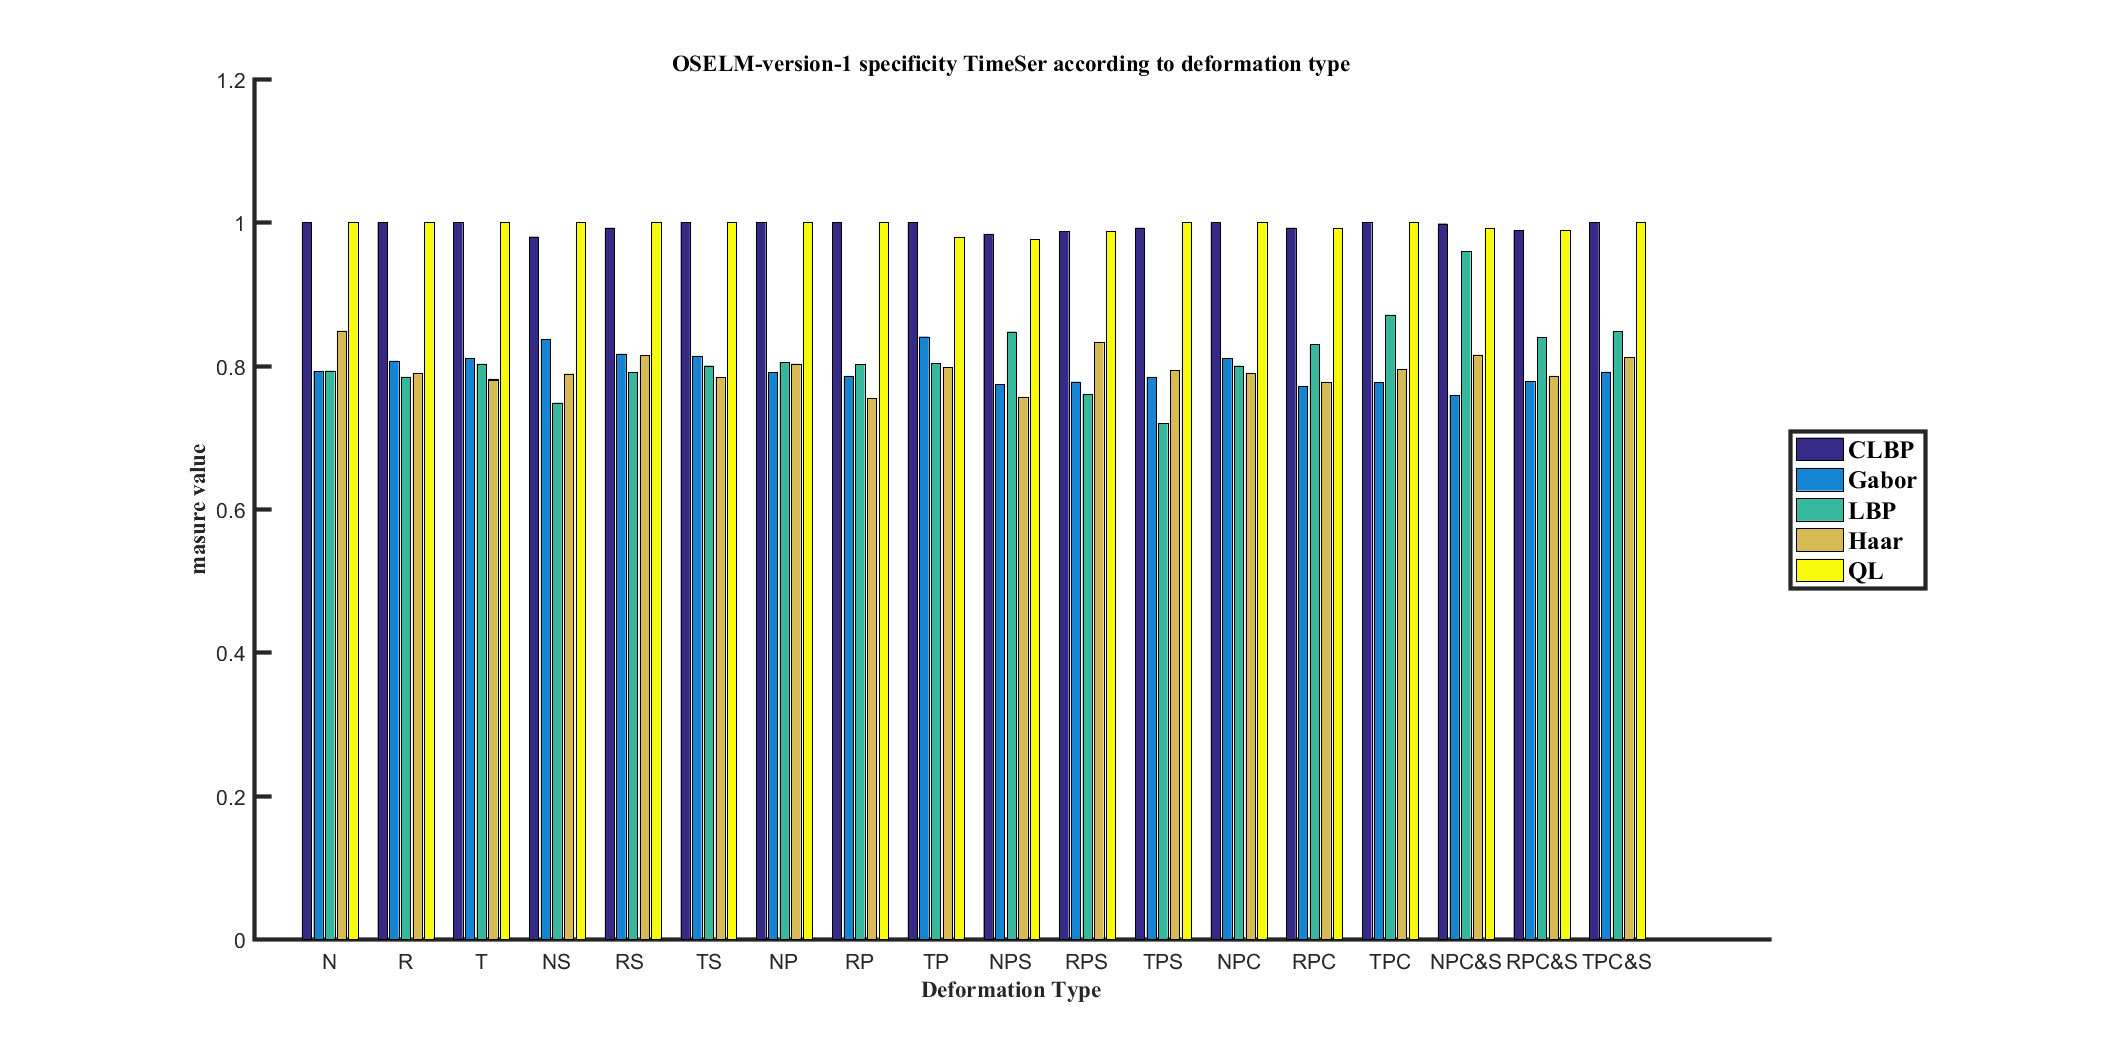 OSELM-version-1 specificity TimeSer according to deformation type
1.2
1
0.8
0.6
0.4
0.2
0
masure value
N R T NS RS TS NP RP TP NPS RPS TPS NPC RPC TPC NPC&S RPC&S TPC&S
Deformation Type
CLBP
Gabor
LBP
Haar
QL